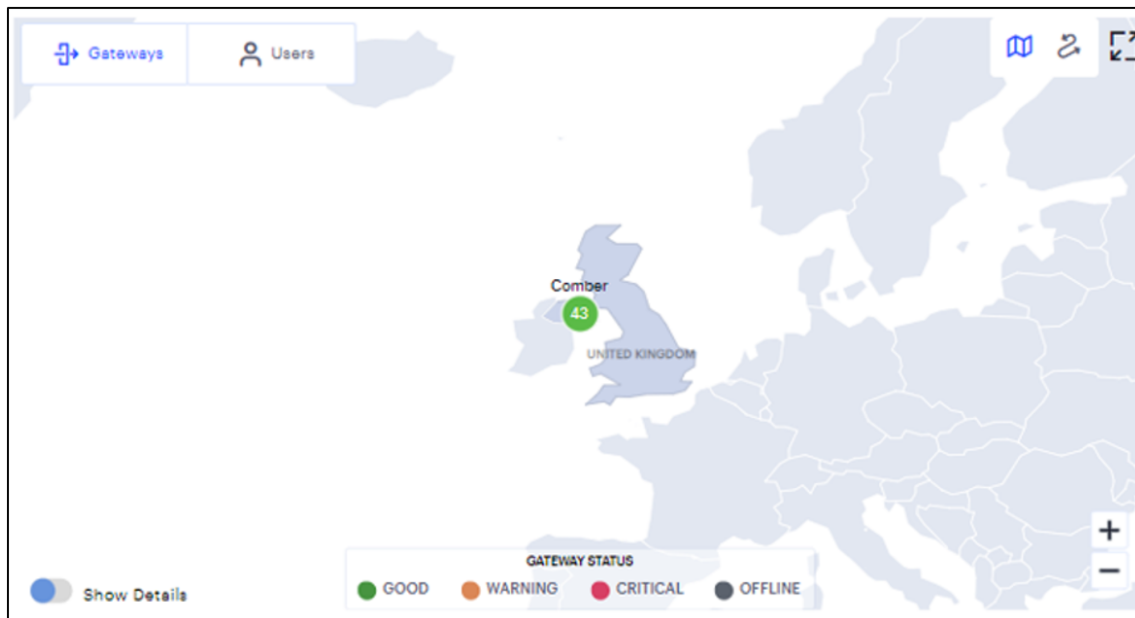 Gateways
Users
Comber
43
UNITED KINGDOM
GATEWAY STATUS
GOOD WARNING CRITICAL OFFLINE
Show Details